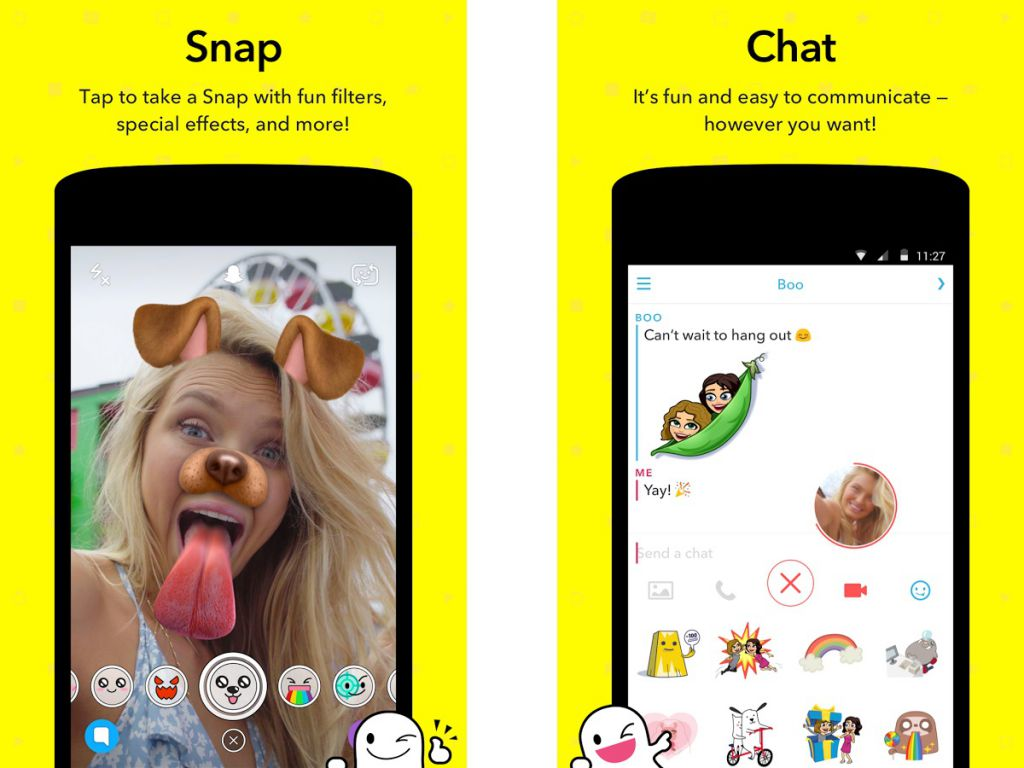 Snap
Tap to take a Snap with fun filters,
special effects, and more!
Chat
It's fun and easy to communicate –
however you want!
11:27
Boo
BOO
Can't wait to hang out 😊
ME
Yay! 🎉
Send a chat
+100